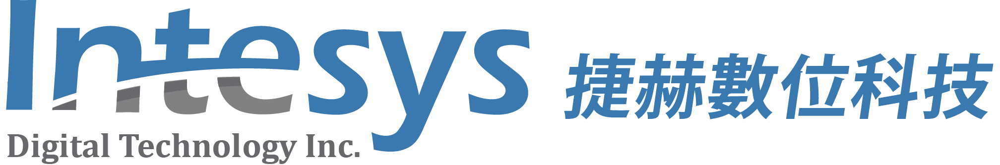 Intesys
捷赫數位科技
Digital Technology Inc.